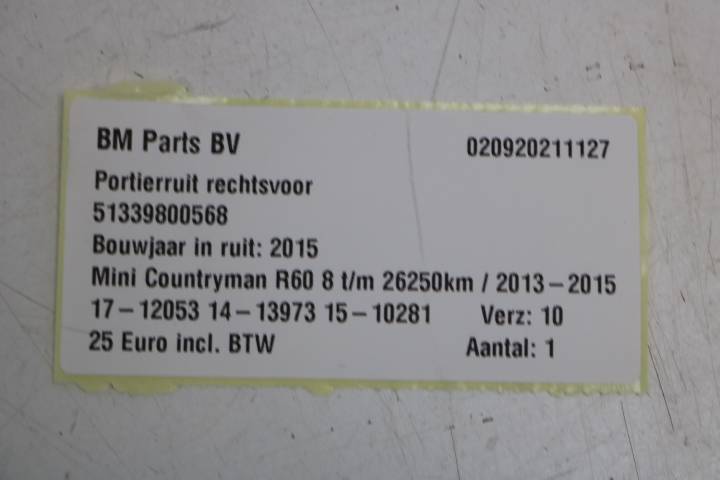 BM Parts BV 020920211127
Portierruit rechtsvoor
51339800568
Bouwjaar in ruit: 2015
Mini Countryman R60 8 t/m 26250km / 2013-2015
17-12053 14-13973 15-10281 Verz: 10
25 Euro incl. BTW Aantal: 1